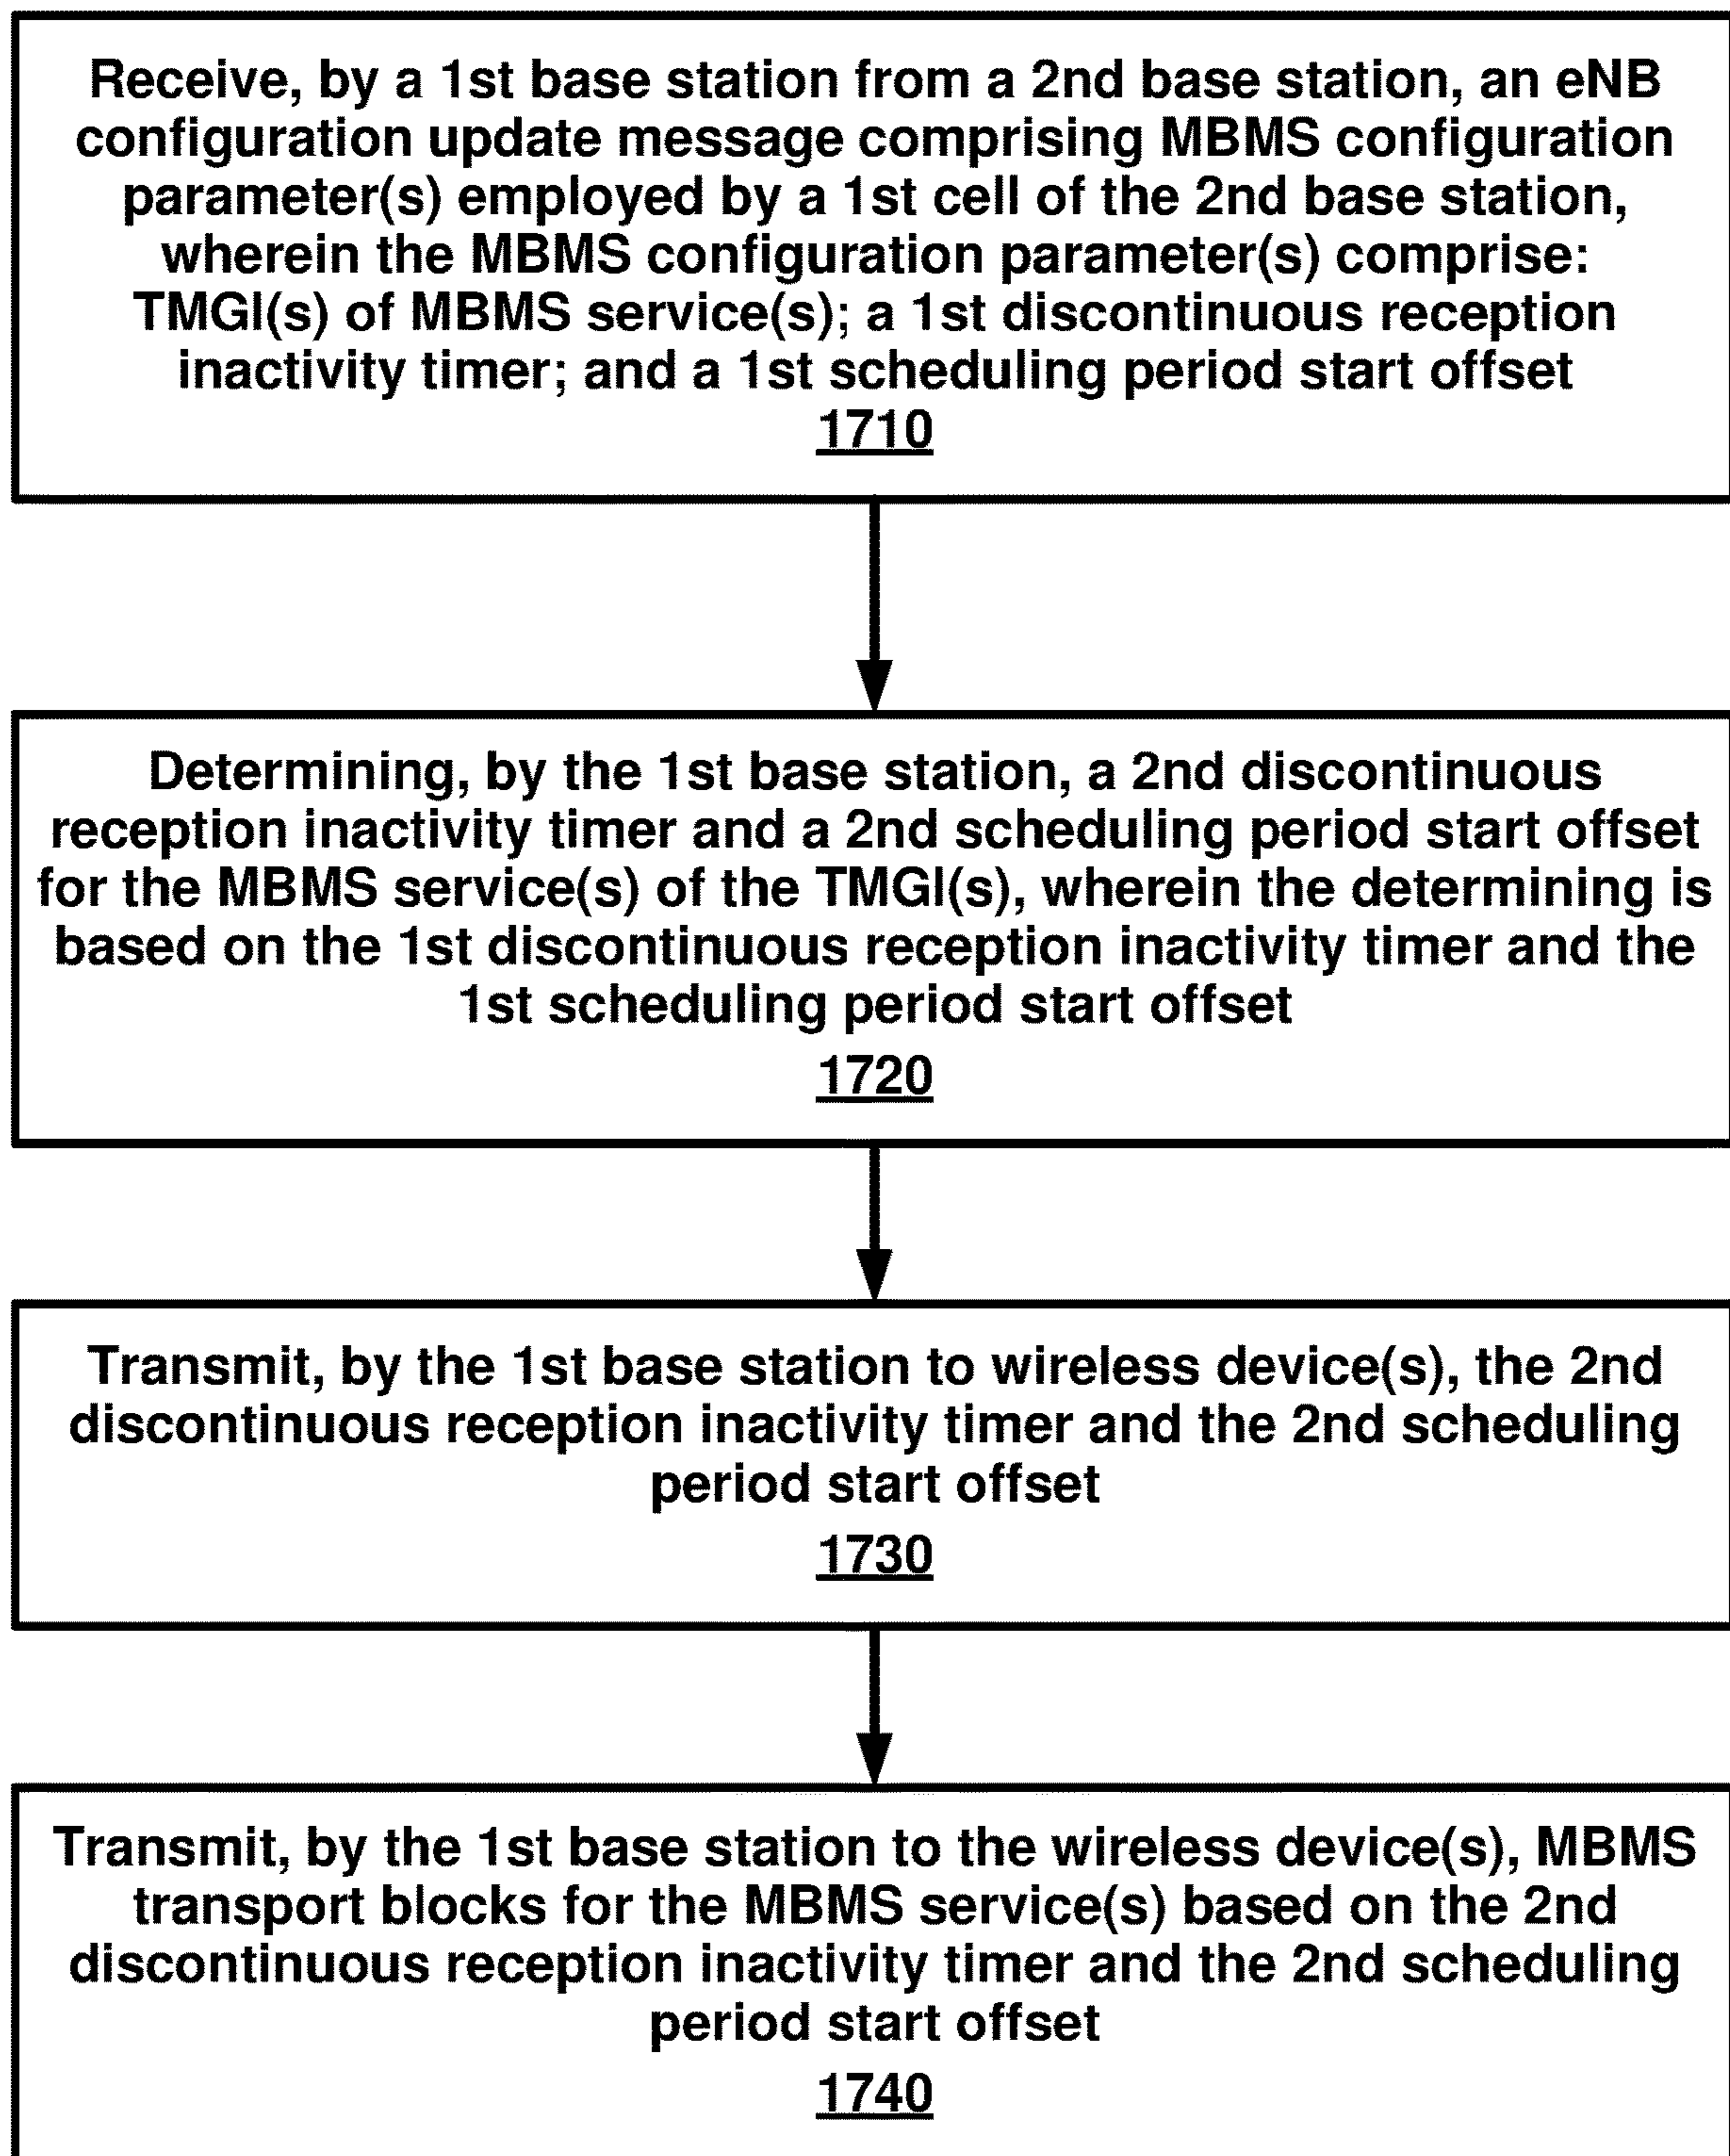 Receive, by a 1st base station from a 2nd base station, an eNB
configuration update message comprising MBMS configuration
parameter(s) employed by a 1st cell of the 2nd base station,
wherein the MBMS configuration parameter(s) comprise:
TMGI(s) of MBMS service(s); a 1st discontinuous reception
inactivity timer; and a 1st scheduling period start offset
1710
Determining, by the 1st base station, a 2nd discontinuous
reception inactivity timer and a 2nd scheduling period start offset
for the MBMS service(s) of the TMGI(s), wherein the determining is
based on the 1st discontinuous reception inactivity timer and the
1st scheduling period start offset
1720
Transmit, by the 1st base station to wireless device(s), the 2nd
discontinuous reception inactivity timer and the 2nd scheduling
period start offset
1730
Transmit, by the 1st base station to the wireless device(s), MBMS
transport blocks for the MBMS service(s) based on the 2nd
discontinuous reception inactivity timer and the 2nd scheduling
period start offset
1740